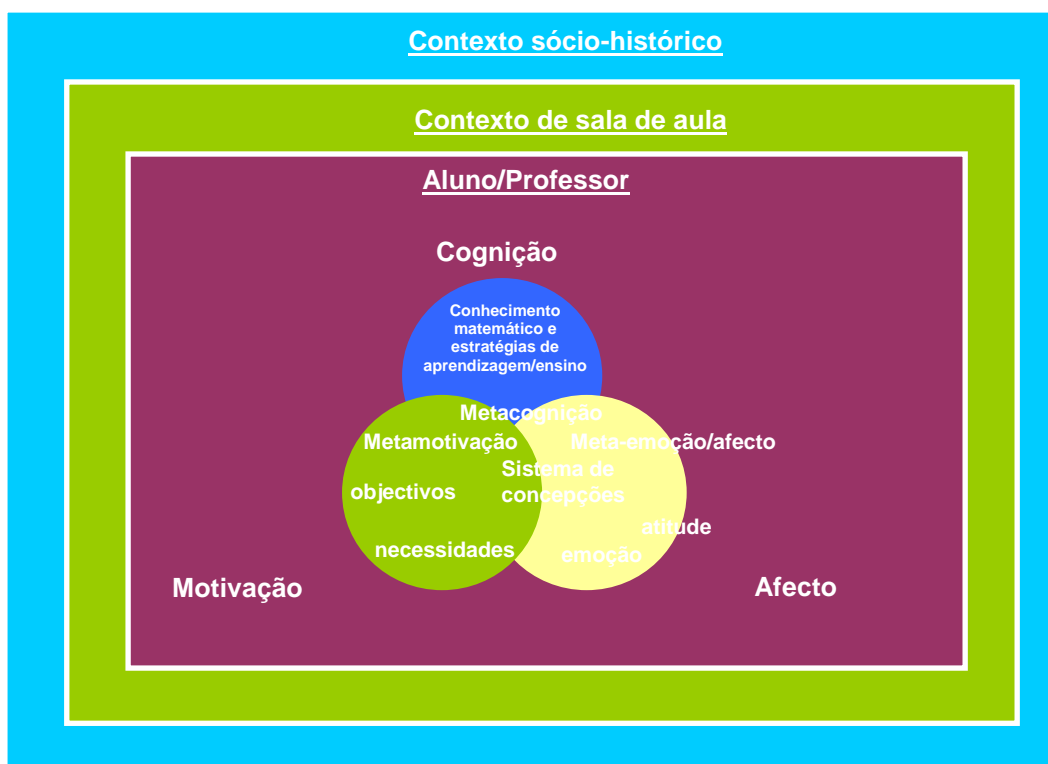 Contexto sócio-histórico
Contexto de sala de aula
Aluno/Professor
Cognição
Conhecimento
matemático e
estratégias de
aprendizagem/ensino
Metacognição
Metamotivação
Meta-emoção/afecto
Sistema de
concepções
objectivos
atitude
necessidades
emoção
Motivação
Afecto